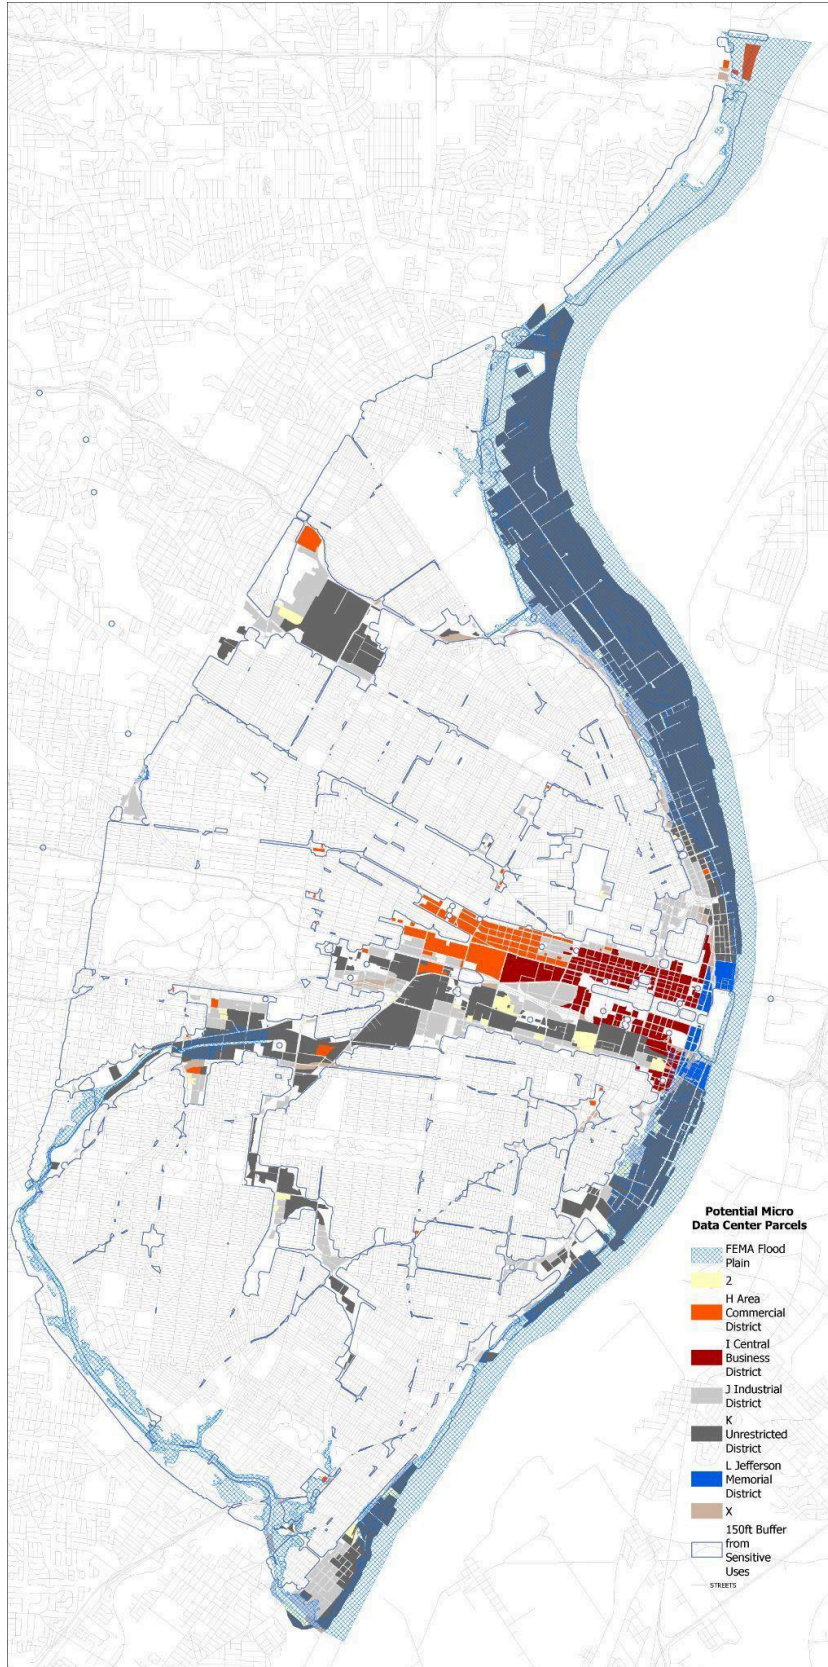 Potential Micro
Data Center Parcels
FEMA Flood
Plain
2
H Area
Commercial
District
I Central
Business
District
J Industrial
District
K
Unrestricted
District
L Jefferson
Memorial
District
X
150ft Buffer
from
Sensitive
Uses
STREETS